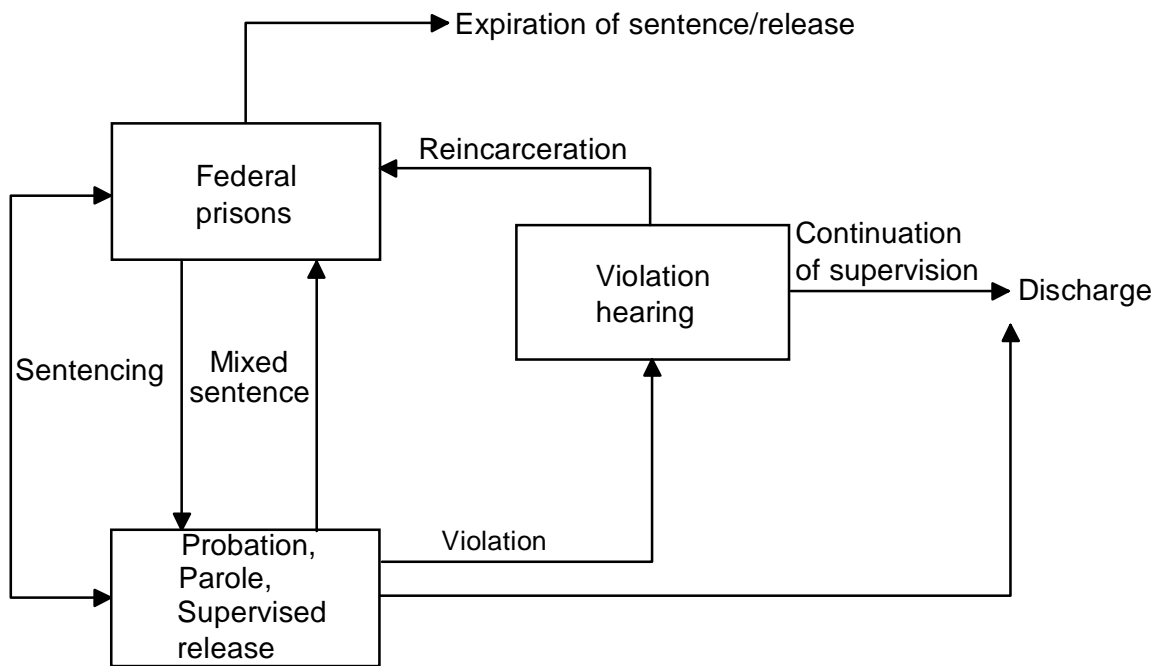 Expiration of sentence/release
Federal
prisons
Reincarceration
Violation
hearing
Continuation
of supervision
Discharge
Sentencing
Mixed
sentence
Probation,
Parole,
Supervised
release
Violation